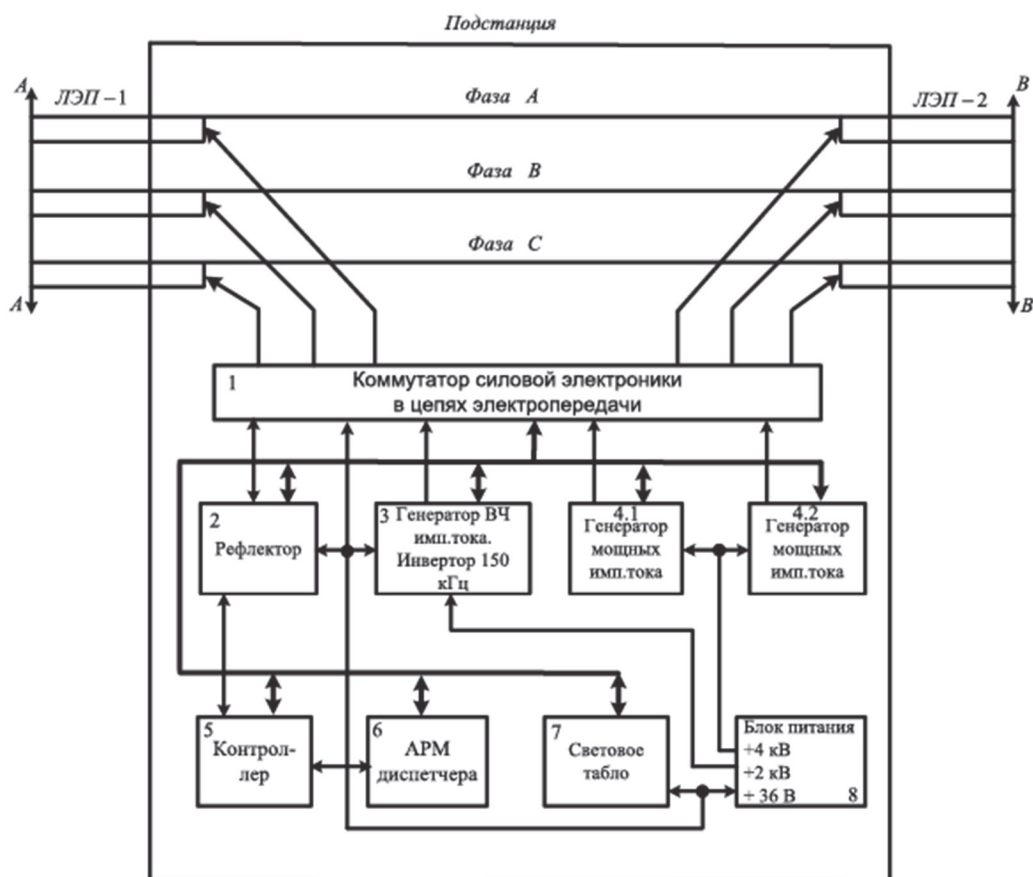 Подстанция
A
ЛЭП – 1
Фаза A
ЛЭП – 2
B
Фаза B
Фаза C
A
B
1
Коммутатор силовой электроники
в цепях электропередачи
2
Рефлектор
3
Генератор ВЧ
имп.тока.
Инвертор 150
кГц
4.1
Генератор
мощных
имп.тока
4.2
Генератор
мощных
имп.тока
5
Контрол-
лер
6
АРМ
диспетчера
7
Световое
табло
Блок питания
+4 кВ
+2 кВ
+ 36 В
8